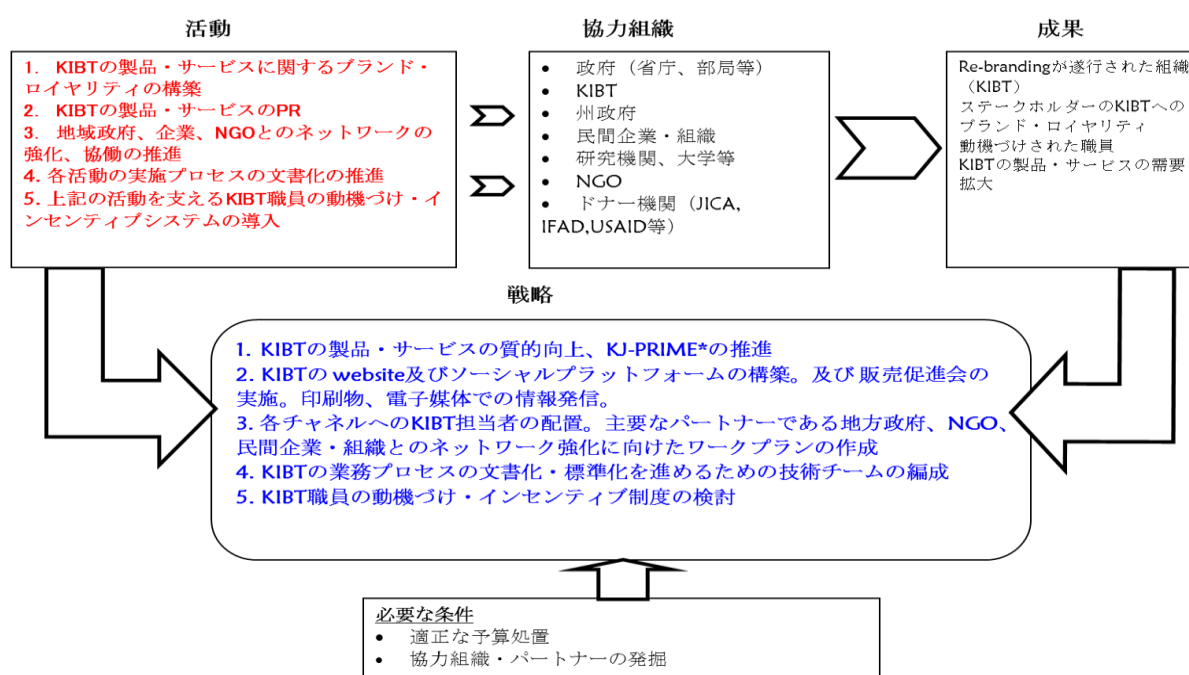 活動
1. KIBTの製品・サービスに関するブランド・
ロイヤリティの構築
2. KIBTの製品・サービスのPR
3. 地域政府、企業、NGOとのネットワークの
強化、協働の推進
4. 各活動の実施プロセスの文書化の推進
5. 上記の活動を支えるKIBT職員の動機づけ・イ
ンセンティブシステムの導入
協力組織
• 政府（省庁、部局等）
• KIBT
• 州政府
• 民間企業・組織
• 研究機関、大学等
• NGO
• ドナー機関（JICA,
IFAD,USAID等）
成果
Re-brandingが遂行された組織
（KIBT）
ステークホルダーのKIBTへの
ブランド・ロイヤリティ
動機づけされた職員
KIBTの製品・サービスの需要
拡大
戦略
1. KIBTの製品・サービスの質的向上、KJ-PRIME*の推進
2. KIBTの website及びソーシャルプラットフォームの構築。及び 販売促進会の
実施。印刷物、電子媒体での情報発信。
3. 各チャネルへのKIBT担当者の配置。主要なパートナーである地方政府、NGO、
民間企業・組織とのネットワーク強化に向けたワークプランの作成
4. KIBTの業務プロセスの文書化・標準化を進めるための技術チームの編成
5. KIBT職員の動機づけ・インセンティブ制度の検討
必要な条件
• 適正な予算処置
• 協力組織・パートナーの発掘